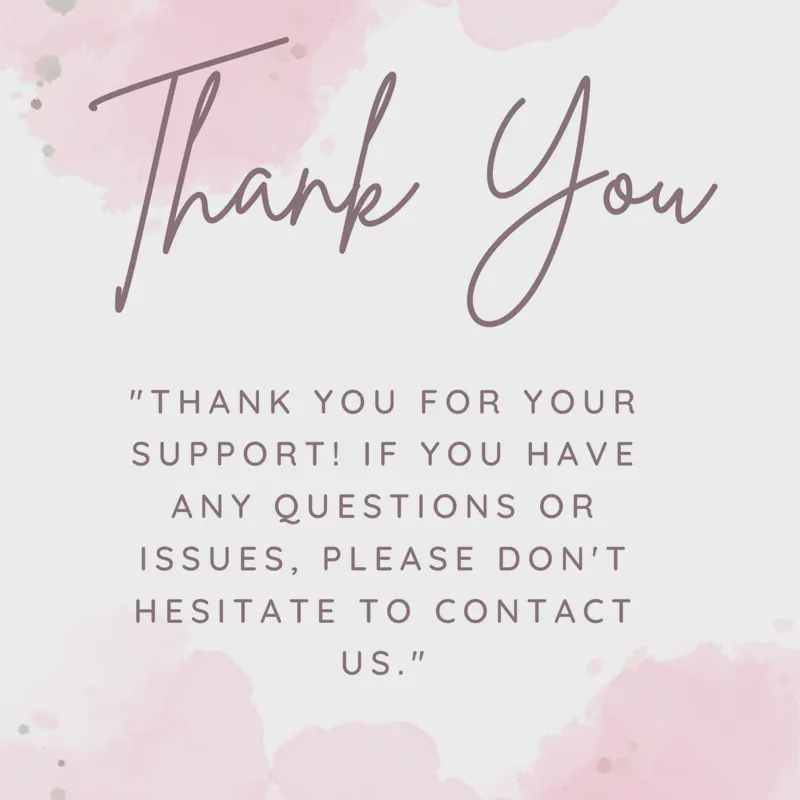 Thank You
"THANK YOU FOR YOUR
SUPPORT! IF YOU HAVE
ANY QUESTIONS OR
ISSUES, PLEASE DON'T
HESITATE TO CONTACT
US."